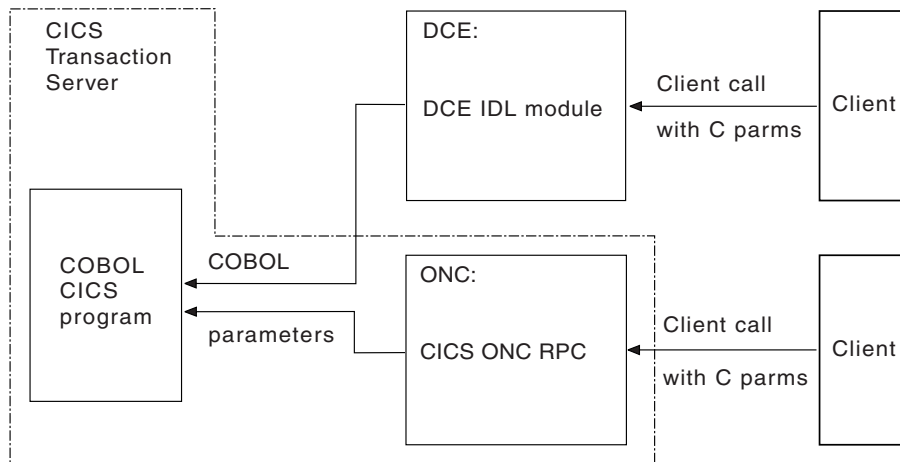 CICS
Transaction
Server
DCE:
DCE IDL module
Client call
with C parms
Client
COBOL
CICS
program
COBOL
parameters
ONC:
CICS ONC RPC
Client call
with C parms
Client